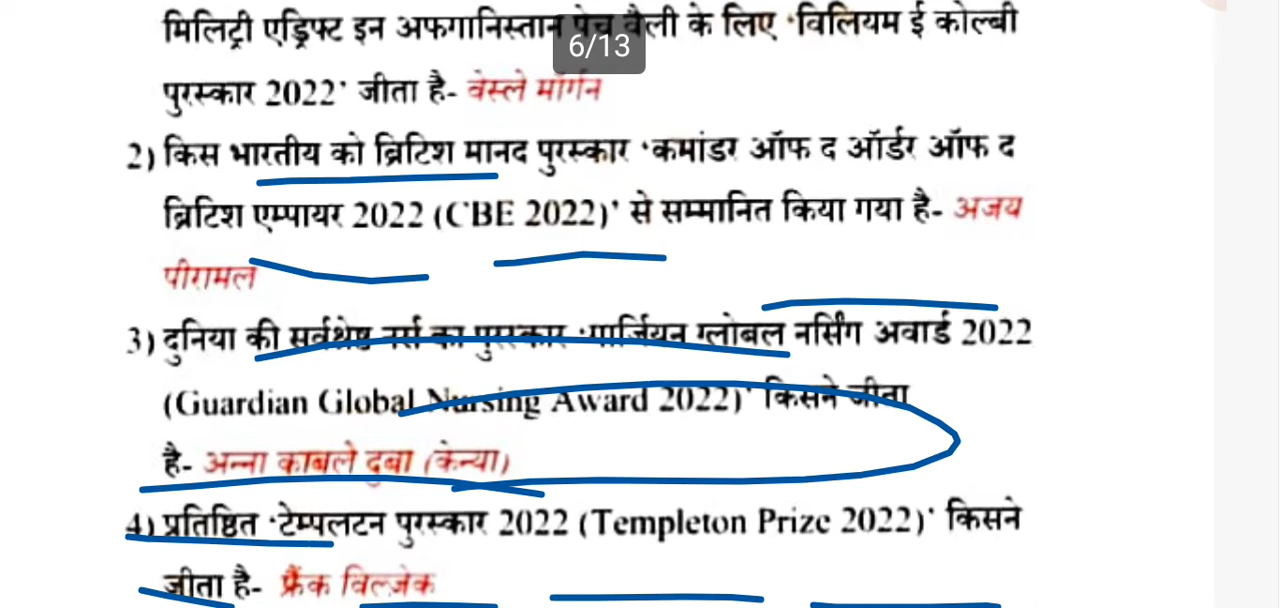 मिलिट्री एड्रिफ्ट इन अफगानिस्तान पेच वैली के लिए 'विलियम ई कोल्बी
6/13
पुरस्कार 2022' जीता है- वेस्ले मॉर्गन
2) किस भारतीय को ब्रिटिश मानद पुरस्कार 'कमांडर ऑफ द ऑर्डर ऑफ द
ब्रिटिश एम्पायर 2022 (CBE 2022)' से सम्मानित किया गया है- अजय
पीरामल
3) दुनिया की सर्वश्रेष्ठ नर्स का पुरस्कार 'गार्जियन ग्लोबल नर्सिंग अवार्ड 2022
(Guardian Global Nursing Award 2022)' किसने जीता
है- अन्ना काबले दुबा (केन्या)
4) प्रतिष्ठित 'टेम्पलटन पुरस्कार 2022 (Templeton Prize 2022)' किसने
जीता है- फ्रैंक विल्जेक